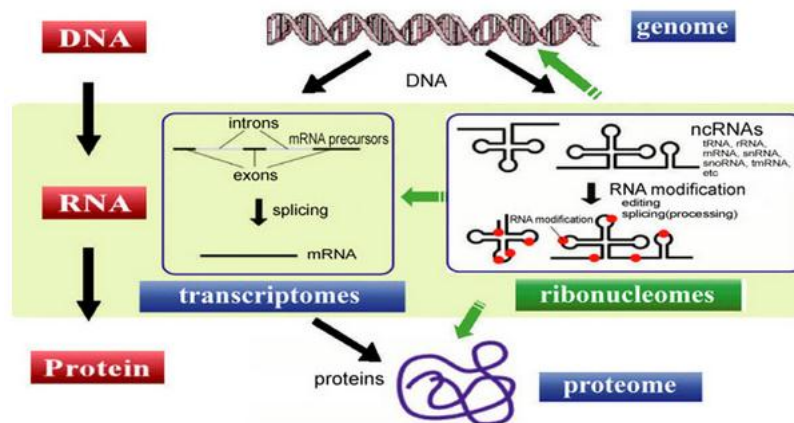 DNA
genome
DNA
introns
mRNA precursors
exons
splicing
mRNA
ncRNAs
tRNA, rRNA,
mRNA, snRNA,
snoRNA, tmRNA,
etc
RNA modification
editing
splicing(processing)
RNA modification
RNA
transcriptomes
ribonucleomes
Protein
proteins
proteome